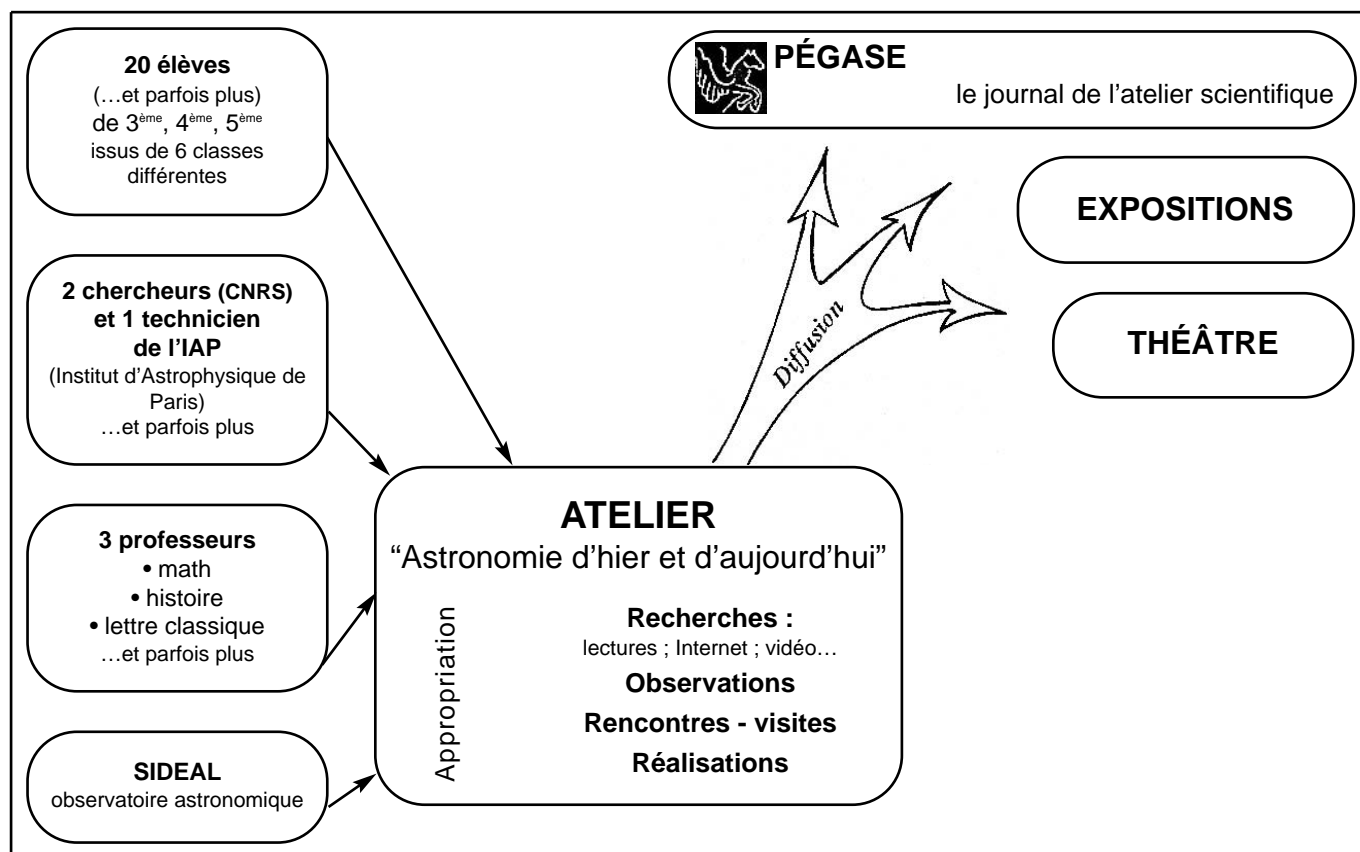 20 élèves
(…et parfois plus)
de 3ème, 4ème, 5ème
issus de 6 classes
différentes
2 chercheurs (CNRS)
et 1 technicien
de l’IAP
(Institut d’Astrophysique de
Paris)
…et parfois plus
3 professeurs
• math
• histoire
• lettre classique
…et parfois plus
SIDEAL
observatoire astronomique
PÉGASE
le journal de l’atelier scientifique
EXPOSITIONS
THÉÂTRE
Diffusion
ATELIER
“Astronomie d’hier et d’aujourd’hui”
Appropriation
Recherches :
lectures ; Internet ; vidéo…
Observations
Rencontres - visites
Réalisations